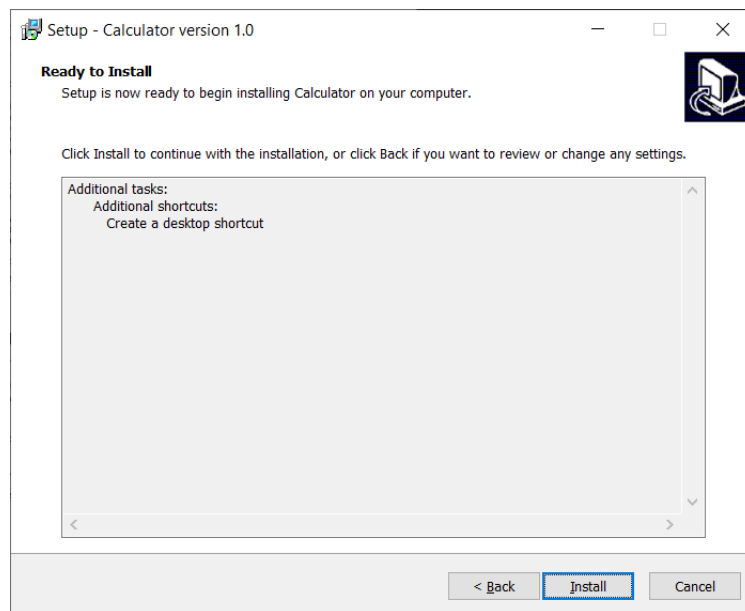 Setup - Calculator version 1.0
Ready to Install
Setup is now ready to begin installing Calculator on your computer.
Click Install to continue with the installation, or click Back if you want to review or change any settings.
Additional tasks:
Additional shortcuts:
Create a desktop shortcut
< Back
Install
Cancel